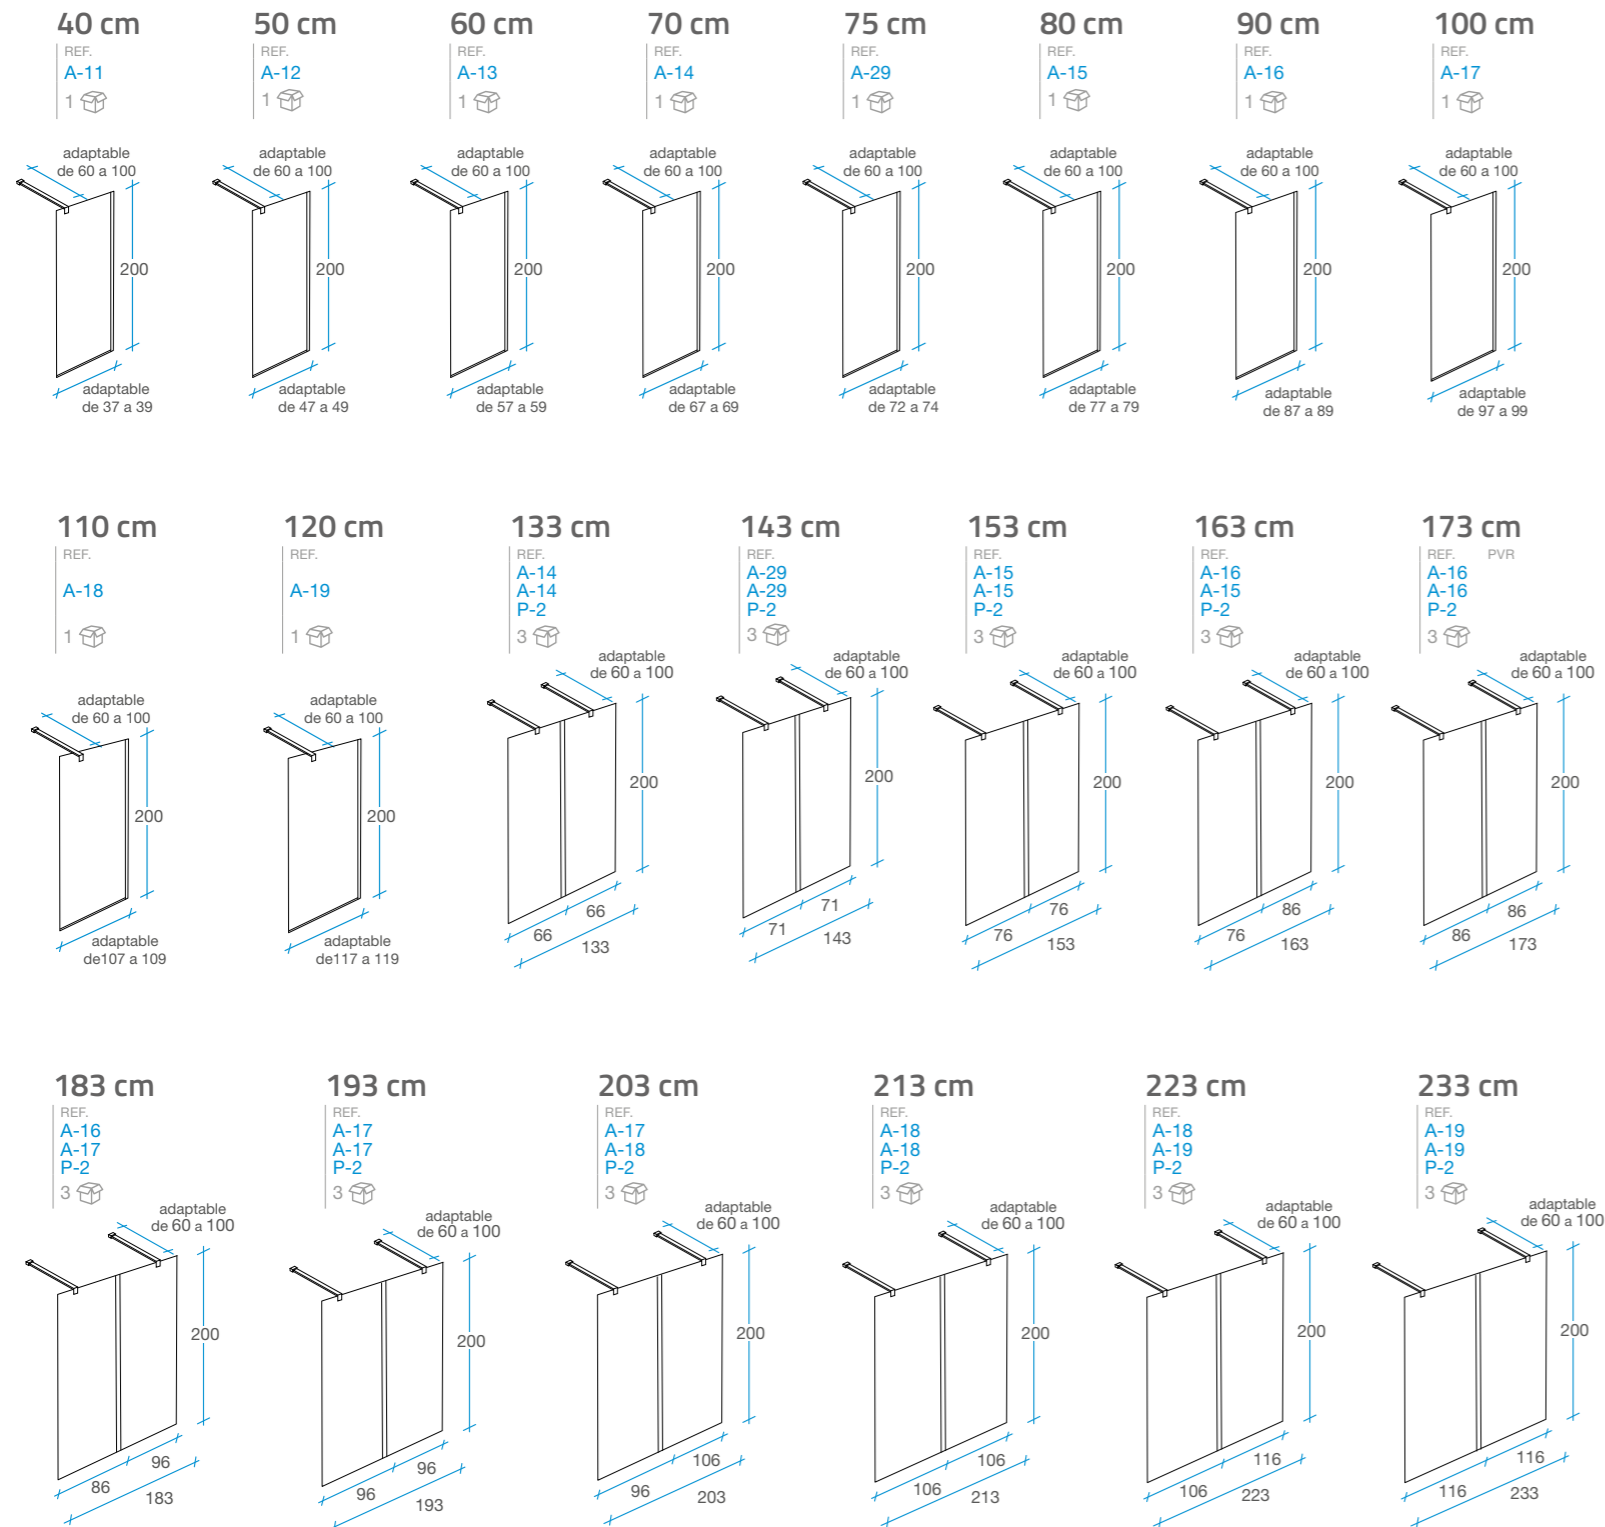 40 cm
REF.
A-11
1
adaptable
de 60 a 100
200
adaptable
de 37 a 39
50 cm
REF.
A-12
1
adaptable
de 60 a 100
200
adaptable
de 47 a 49
60 cm
REF.
A-13
1
adaptable
de 60 a 100
200
adaptable
de 57 a 59
70 cm
REF.
A-14
1
adaptable
de 60 a 100
200
adaptable
de 67 a 69
75 cm
REF.
A-29
1
adaptable
de 60 a 100
200
adaptable
de 72 a 74
80 cm
REF.
A-15
1
adaptable
de 60 a 100
200
adaptable
de 77 a 79
90 cm
REF.
A-16
1
adaptable
de 60 a 100
200
adaptable
de 87 a 89
100 cm
REF.
A-17
1
adaptable
de 60 a 100
200
adaptable
de 97 a 99
110 cm
REF.
A-18
1
adaptable
de 60 a 100
200
adaptable
de107 a 109
120 cm
REF.
A-19
1
adaptable
de 60 a 100
200
adaptable
de117 a 119
133 cm
REF.
A-14
A-14
P-2
3
adaptable
de 60 a 100
200
66
66
133
143 cm
REF.
A-29
A-29
P-2
3
adaptable
de 60 a 100
200
71
71
143
153 cm
REF.
A-15
A-15
P-2
3
adaptable
de 60 a 100
200
76
76
153
163 cm
REF.
A-16
A-15
P-2
3
adaptable
de 60 a 100
200
86
76
163
173 cm
REF. PVR
A-16
A-16
P-2
3
adaptable
de 60 a 100
200
86
86
173
183 cm
REF.
A-16
A-17
P-2
3
adaptable
de 60 a 100
200
96
86
183
193 cm
REF.
A-17
A-17
P-2
3
adaptable
de 60 a 100
200
96
96
193
203 cm
REF.
A-17
A-18
P-2
3
adaptable
de 60 a 100
200
106
96
203
213 cm
REF.
A-18
A-18
P-2
3
adaptable
de 60 a 100
200
106
106
213
223 cm
REF.
A-18
A-19
P-2
3
adaptable
de 60 a 100
200
116
106
223
233 cm
REF.
A-19
A-19
P-2
3
adaptable
de 60 a 100
200
116
116
233